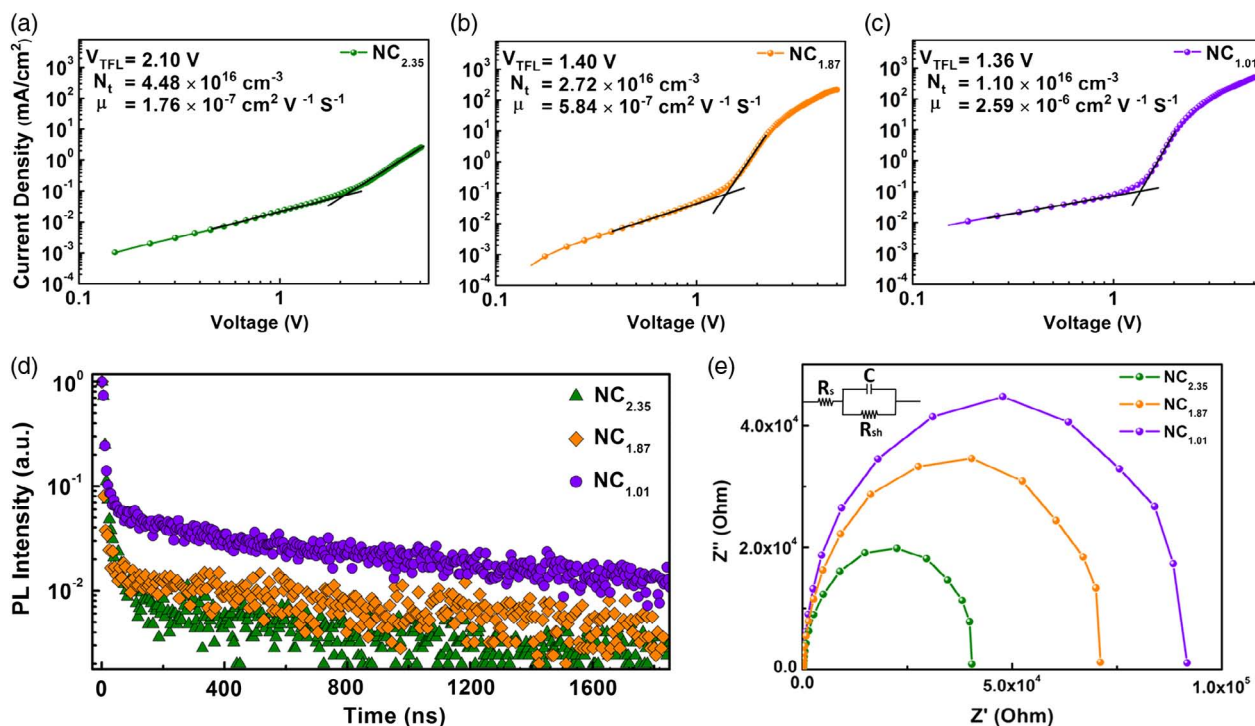 (a)
V_TFL = 2.10 V
N_t = 4.48 × 10^16 cm^-3
μ = 1.76 × 10^-7 cm^2 V^-1 S^-1
NC_2.35
Current Density (mA/cm^2)
10^3
10^2
10^1
10^0
10^-1
10^-2
10^-3
10^-4
0.1
1
Voltage (V)
(b)
V_TFL = 1.40 V
N_t = 2.72 × 10^16 cm^-3
μ = 5.84 × 10^-7 cm^2 V^-1 S^-1
NC_1.87
10^3
10^2
10^1
10^0
10^-1
10^-2
10^-3
10^-4
0.1
1
Voltage (V)
(c)
V_TFL = 1.36 V
N_t = 1.10 × 10^16 cm^-3
μ = 2.59 × 10^-6 cm^2 V^-1 S^-1
NC_1.01
10^3
10^2
10^1
10^0
10^-1
10^-2
10^-3
10^-4
0.1
1
Voltage (V)
(d)
PL Intensity (a.u.)
10^0
10^-1
10^-2
NC_2.35
NC_1.87
NC_1.01
0
400
800
1200
1600
Time (ns)
(e)
Z'' (Ohm)
4.0x10^4
2.0x10^4
0.0
R_s
C
R_sh
NC_2.35
NC_1.87
NC_1.01
0.0
5.0x10^4
1.0x10^5
Z' (Ohm)